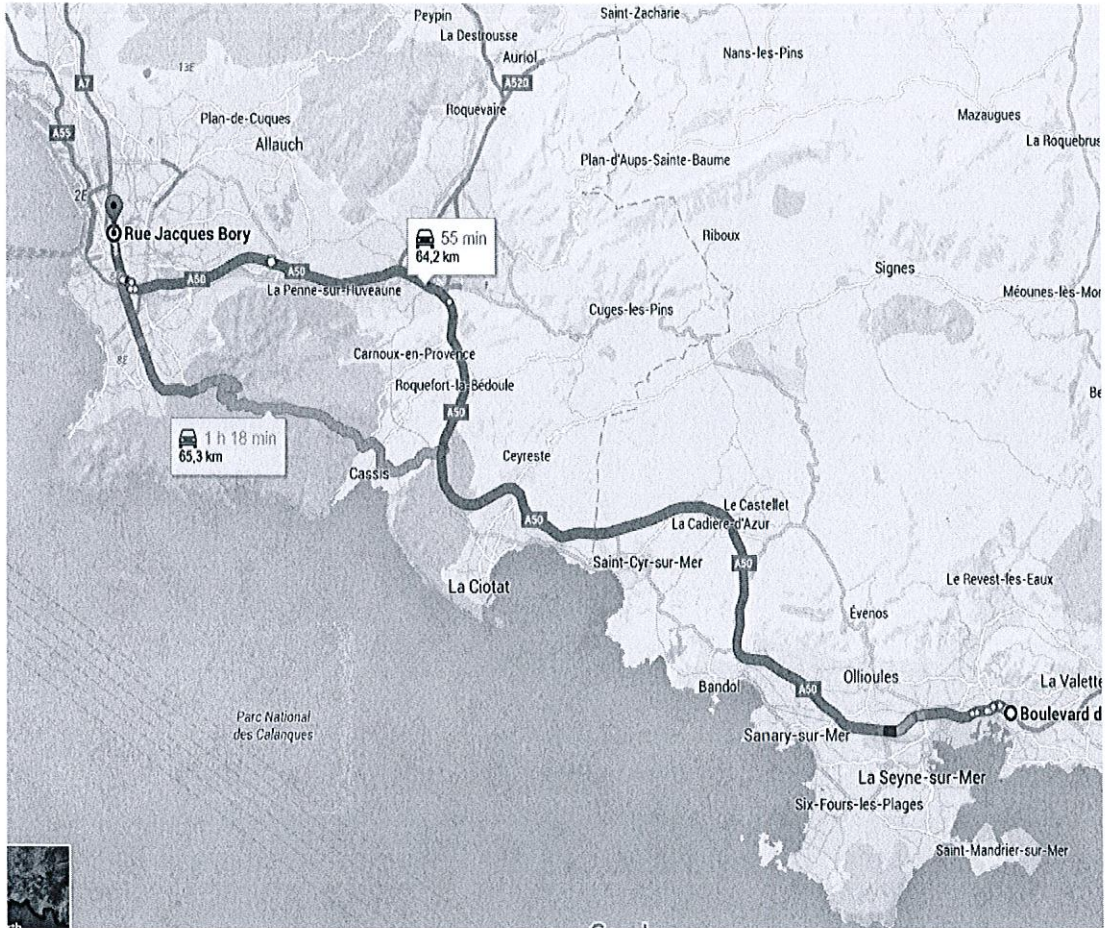 Peypin
Saint-Zacharie
La Destrousse
Auriol
Nans-les-Pins
13E
A7
A520
Roquevaire
Plan-de-Cuques
Mazaugues
A55
Allauch
La Roquebrus
Plan-d'Aups-Sainte-Baume
2E
Rue Jacques Bory
55 min
64,2 km
Riboux
Signes
A50
A50
La Penne-sur-Huveaune
Méounes-lès-Mon
Cuges-les-Pins
Carnoux-en-Provence
8E
Roquefort-la-Bédoule
Be
A50
1 h 18 min
65,3 km
Ceyreste
Cassis
Le Castellet
A50
La Cadière-d'Azur
Saint-Cyr-sur-Mer
A50
La Ciotat
Le Revest-les-Eaux
Évenos
Ollioules
La Valette
Bandol
A50
Parc National
des Calanques
Boulevard d
Sanary-sur-Mer
La Seyne-sur-Mer
Six-Fours-les-Plages
Saint-Mandrier-sur-Mer